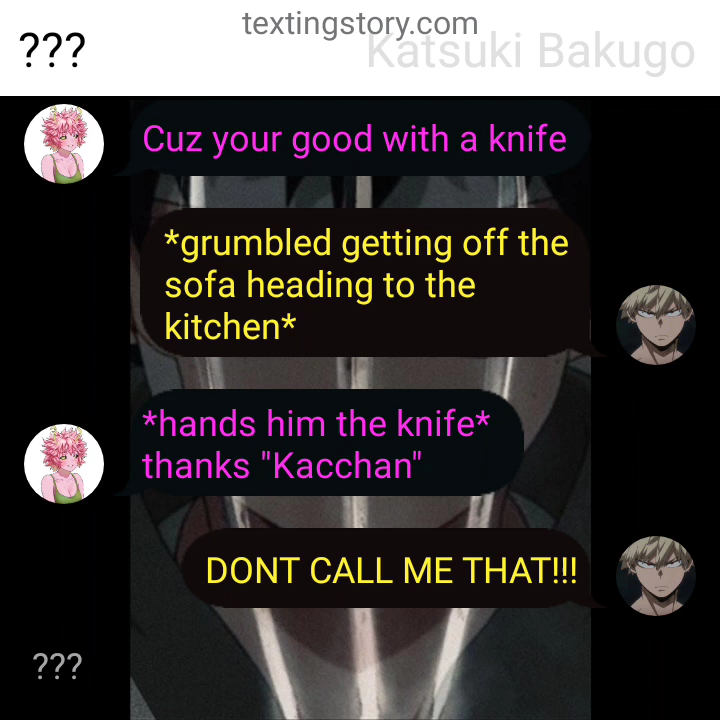 textingstory.com
???
Katsuki Bakugo
Cuz your good with a knife
*grumbled getting off the
sofa heading to the
kitchen*
*hands him the knife*
thanks "Kacchan"
DONT CALL ME THAT!!!
???